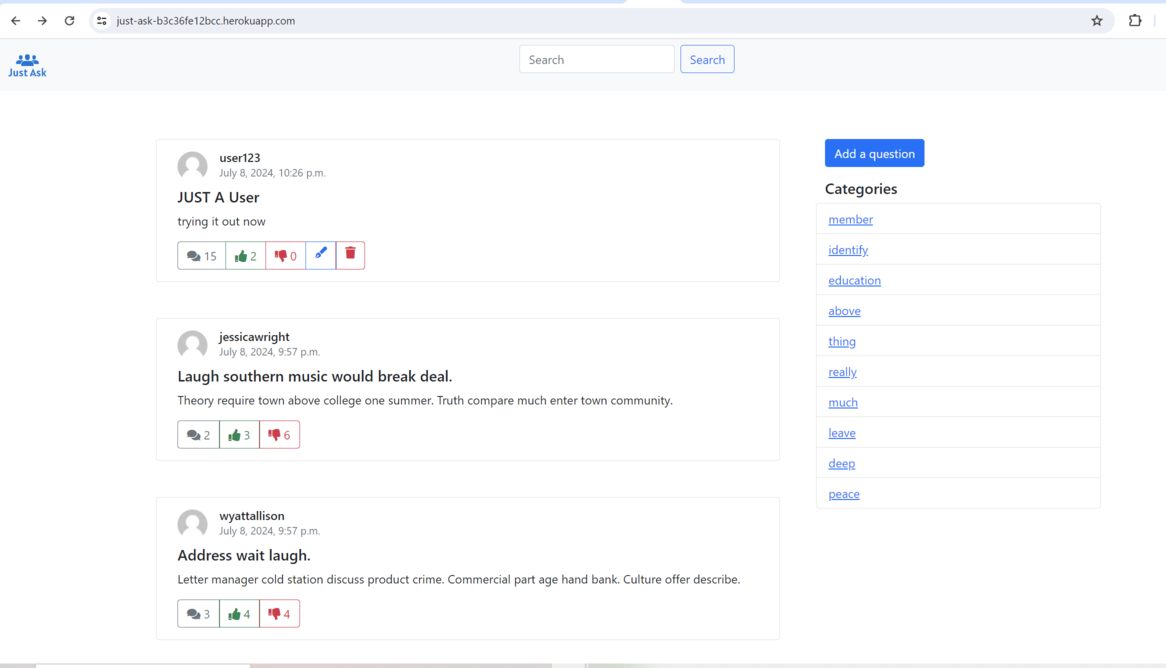 just-ask-b3c36fe12bcc.herokuapp.com
Just Ask
Search Search
user123
July 8, 2024, 10:26 p.m.
JUST A User
trying it out now
15 2 0
jessicawright
July 8, 2024, 9:57 p.m.
Laugh southern music would break deal.
Theory require town above college one summer. Truth compare much enter town community.
2 3 6
wyattallison
July 8, 2024, 9:57 p.m.
Address wait laugh.
Letter manager cold station discuss product crime. Commercial part age hand bank. Culture offer describe.
3 4 4
Add a question
Categories
member
identify
education
above
thing
really
much
leave
deep
peace